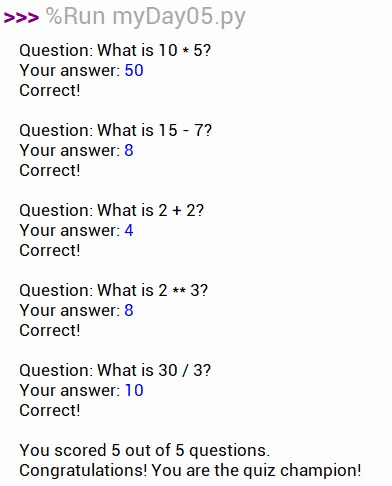 >>> %Run myDay05.py
Question: What is 10 * 5?
Your answer: 50
Correct!
Question: What is 15 - 7?
Your answer: 8
Correct!
Question: What is 2 + 2?
Your answer: 4
Correct!
Question: What is 2 ** 3?
Your answer: 8
Correct!
Question: What is 30 / 3?
Your answer: 10
Correct!
You scored 5 out of 5 questions.
Congratulations! You are the quiz champion!